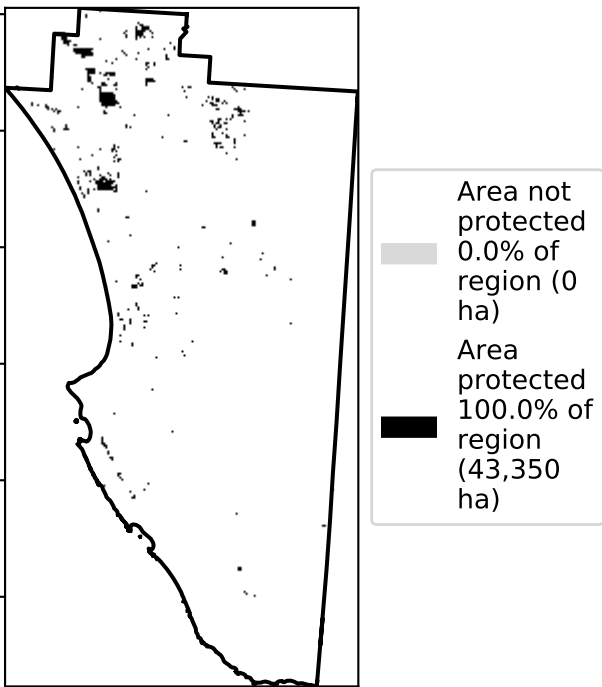 Area not
protected
0.0% of
region (0
ha)
Area
protected
100.0% of
region
(43,350
ha)